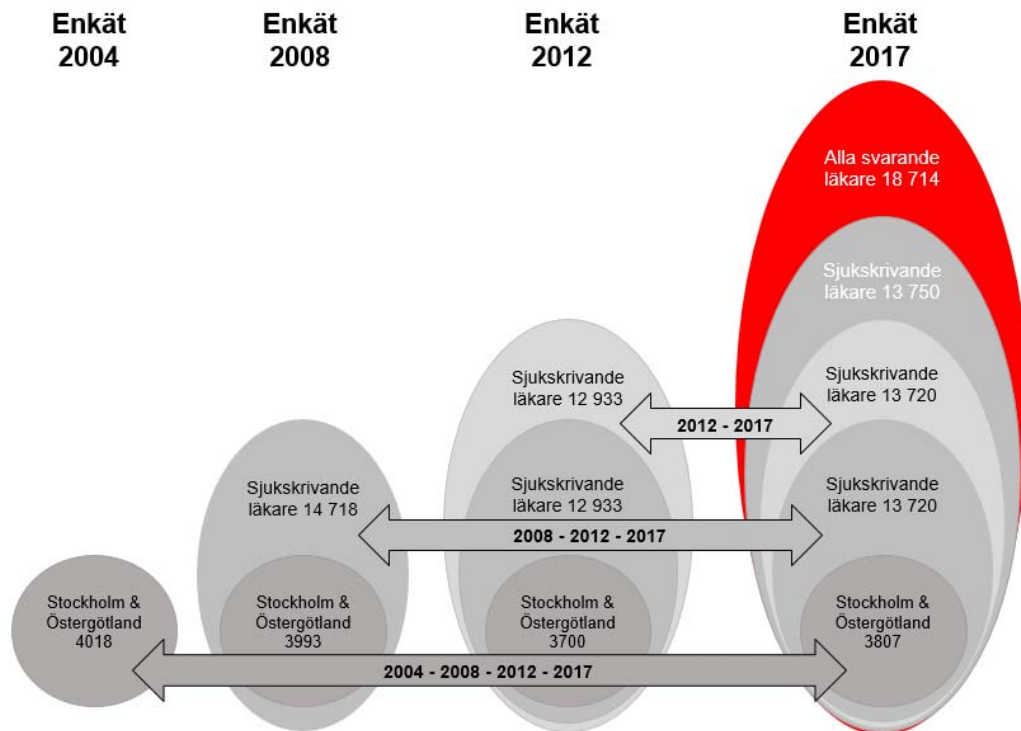 Enkät
2004
Enkät
2008
Enkät
2012
Enkät
2017
Alla svarande
läkare 18 714
Sjukskrivande
läkare 13 750
Sjukskrivande
läkare 12 933
Sjukskrivande
läkare 13 720
2012 - 2017
Sjukskrivande
läkare 14 718
Sjukskrivande
läkare 12 933
Sjukskrivande
läkare 13 720
2008 - 2012 - 2017
Stockholm &
Östergötland
4018
Stockholm &
Östergötland
3993
Stockholm &
Östergötland
3700
Stockholm &
Östergötland
3807
2004 - 2008 - 2012 - 2017